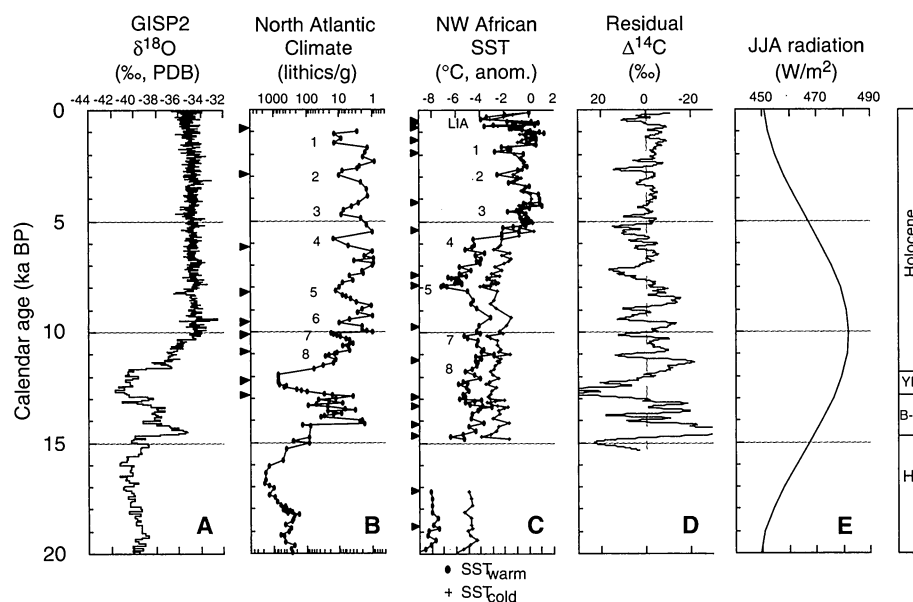 GISP2
δ¹⁸O
(‰, PDB)
-44 -42 -40 -38 -36 -34 -32
North Atlantic
Climate
(lithics/g)
1000 100 10 1
NW African
SST
(°C, anom.)
-8 -6 -4 -2 0 2
Residual
Δ¹⁴C
(‰)
20 0 -20
JJA radiation
(W/m²)
450 470 490
Calendar age (ka BP)
0
5
10
15
20
1
2
3
4
5
6
7
8
LIA
1
2
3
4
5
7
8
A
B
C
D
E
Holocene
YI
B-
H
SSTwarm
SSTcold